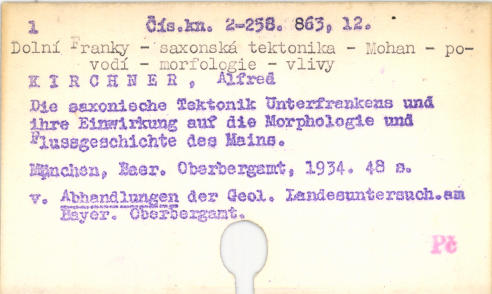 1 Čís.kn. 2-258. 863, 12.
Dolní Franky - saxonská tektonika - Mohan - po-
vodí - morfologie - vlivy
K I R C H N E R , Alfred
Die saxonische Tektonik Unterfrankens und
ihre Einwirkung auf die Morphologie und
Flussgeschichte des Mains.
München, Baer. Oberbergamt, 1934. 48 s.
v. Abhandlungen der Geol. Landesuntersuch.am
Bayer. Oberbergamt.
Pč